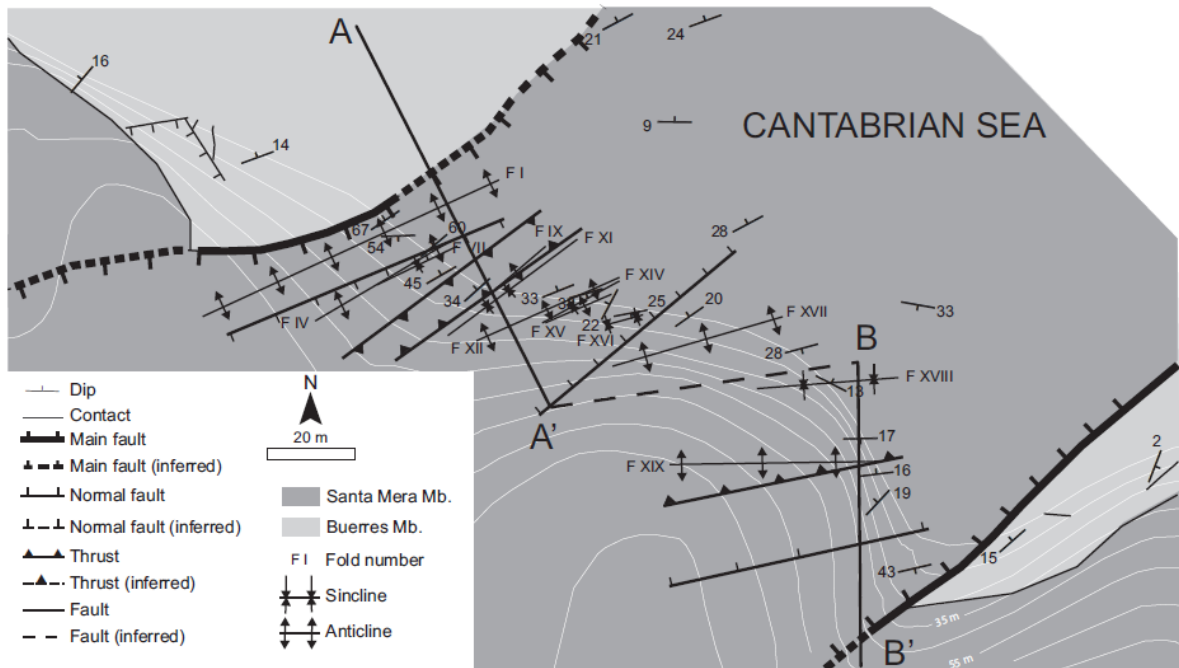 A
21
24
16
9
CANTABRIAN SEA
14
F I
67
60
54
F VII
F IX
F XI
28
45
34
33
F XIV
25
20
22
F XV
F XVI
F XVII
33
F IV
F XII
28
B
F XVIII
13
A'
17
F XIX
16
19
2
15
43
35 m
B'
55 m
N
20 m
Dip
Contact
Main fault
Main fault (inferred)
Normal fault
Normal fault (inferred)
Thrust
Thrust (inferred)
Fault
Fault (inferred)
Santa Mera Mb.
Buerres Mb.
F I Fold number
Sincline
Anticline